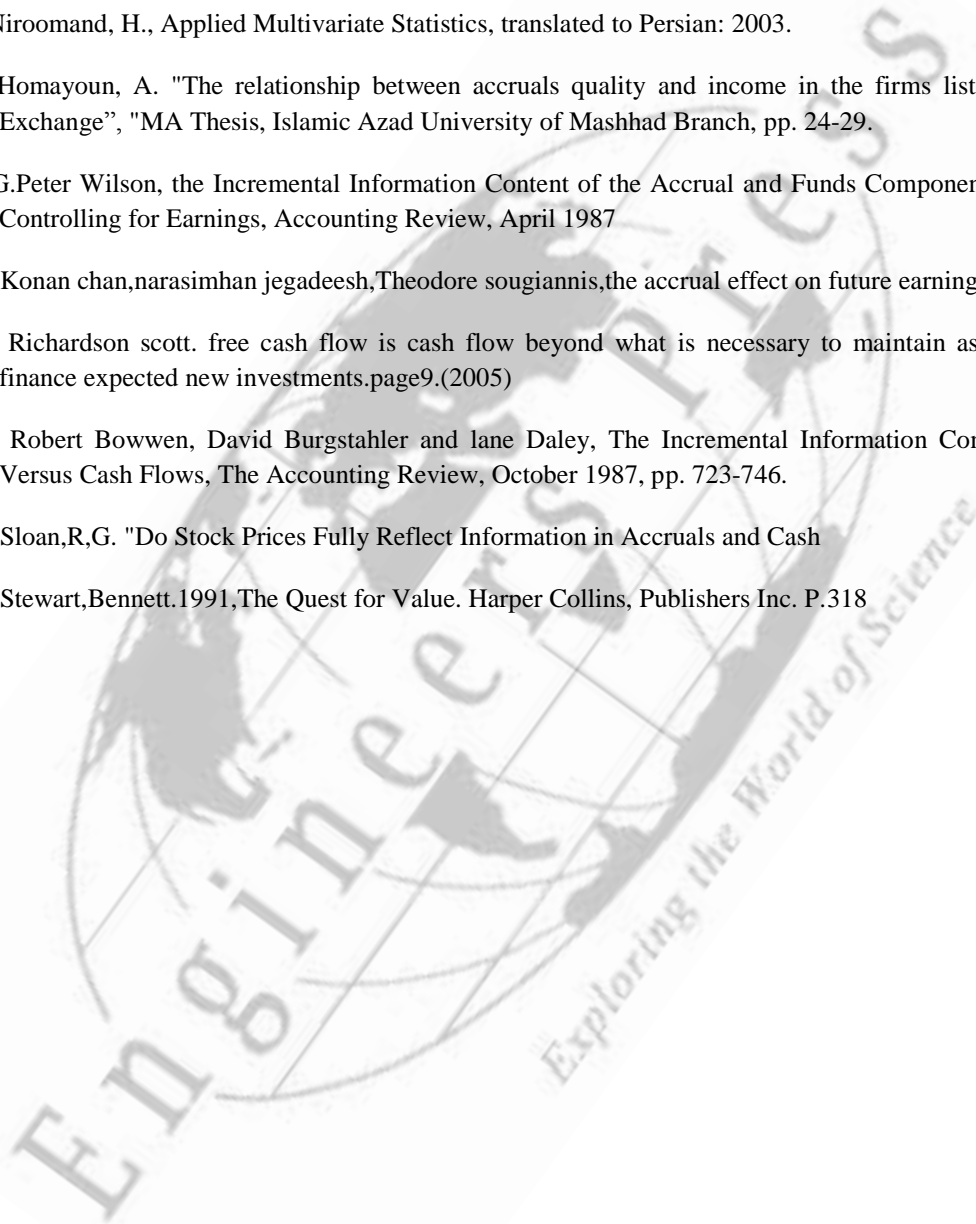 Niroomand, H., Applied Multivariate Statistics, translated to Persian: 2003.
Homayoun, A. "The relationship between accruals quality and income in the firms list
Exchange”, "MA Thesis, Islamic Azad University of Mashhad Branch, pp. 24-29.
G.Peter Wilson, the Incremental Information Content of the Accrual and Funds Componen
Controlling for Earnings, Accounting Review, April 1987
Konan chan,narasimhan jegadeesh,Theodore sougiannis,the accrual effect on future earning
Richardson scott. free cash flow is cash flow beyond what is necessary to maintain as
finance expected new investments.page9.(2005)
Robert Bowwen, David Burgstahler and lane Daley, The Incremental Information Con
Versus Cash Flows, The Accounting Review, October 1987, pp. 723-746.
Sloan,R,G. "Do Stock Prices Fully Reflect Information in Accruals and Cash
Stewart,Bennett.1991,The Quest for Value. Harper Collins, Publishers Inc. P.318
Engineers Press
Exploring the World of Science